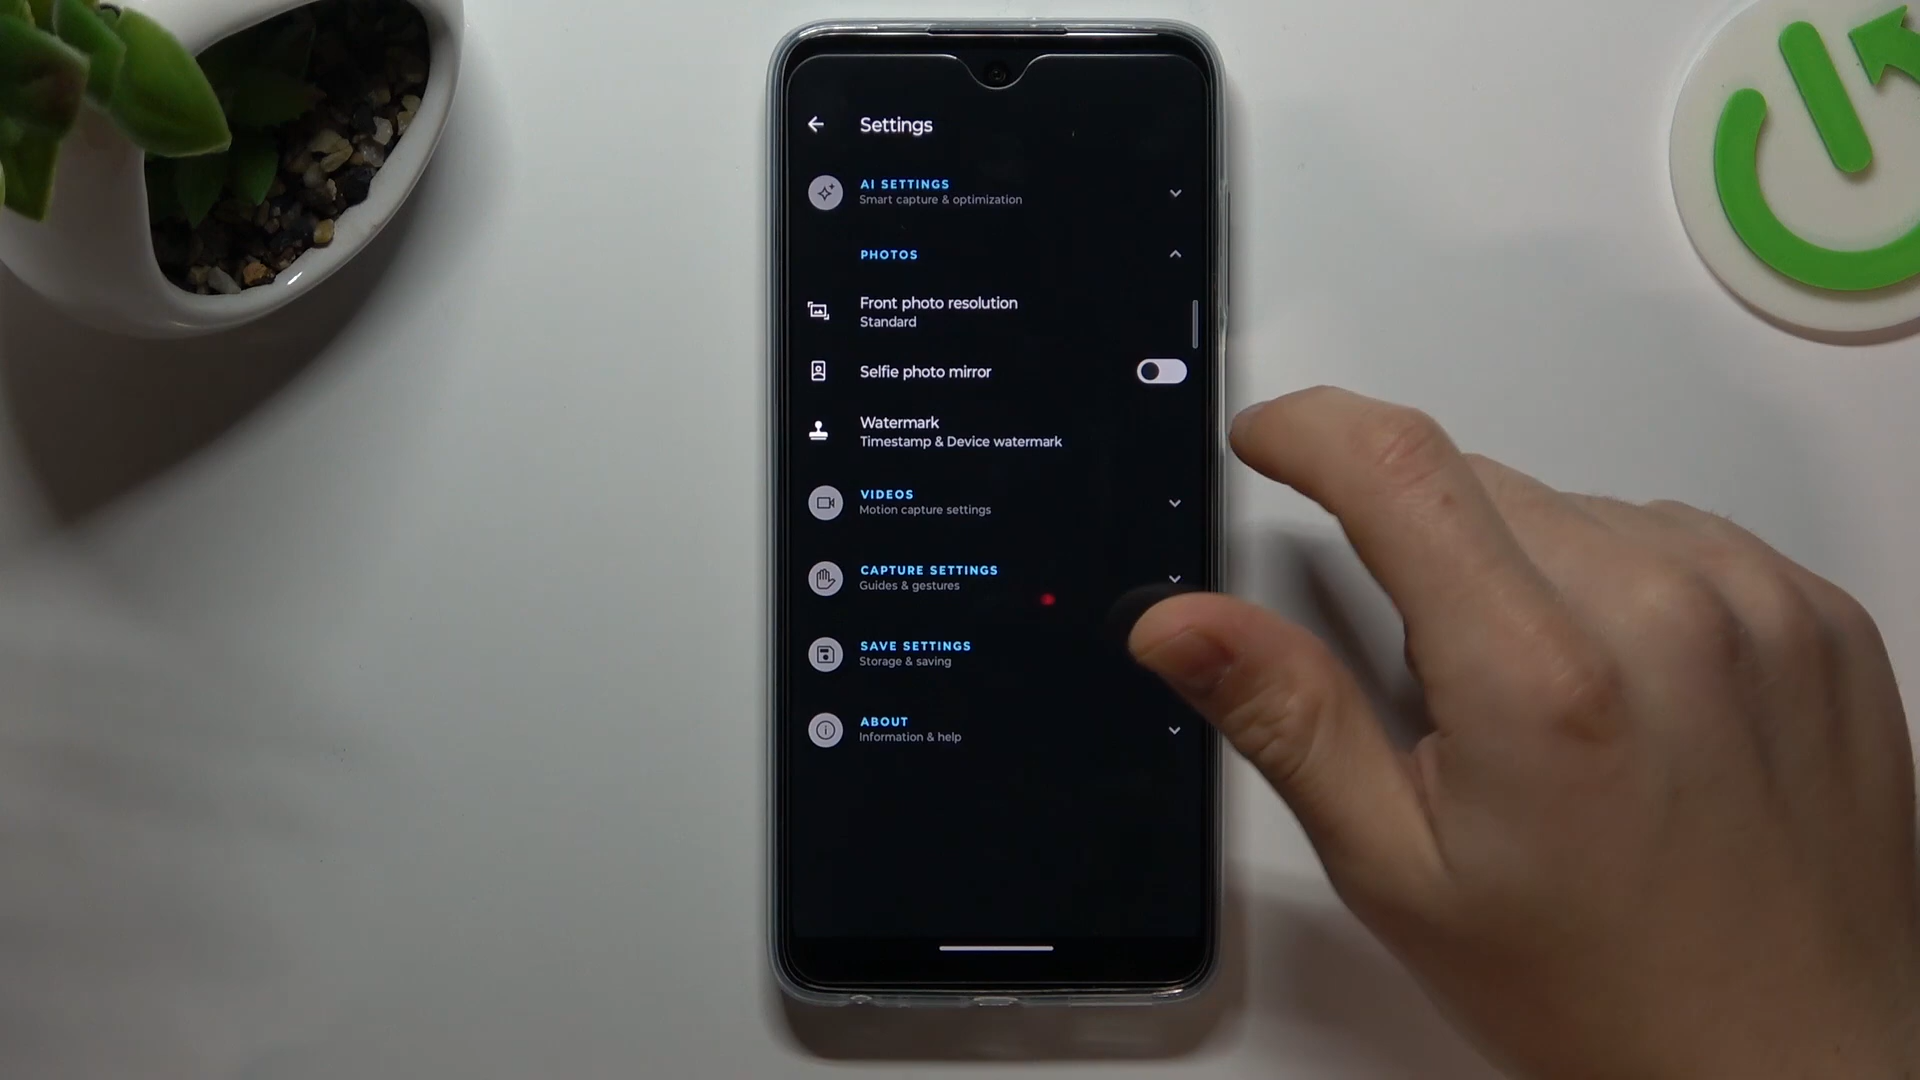 Settings
AI SETTINGS
Smart capture & optimization
PHOTOS
Front photo resolution
Standard
Selfie photo mirror
Watermark
Timestamp & Device watermark
VIDEOS
Motion capture settings
CAPTURE SETTINGS
Guides & gestures
SAVE SETTINGS
Storage & saving
ABOUT
Information & help